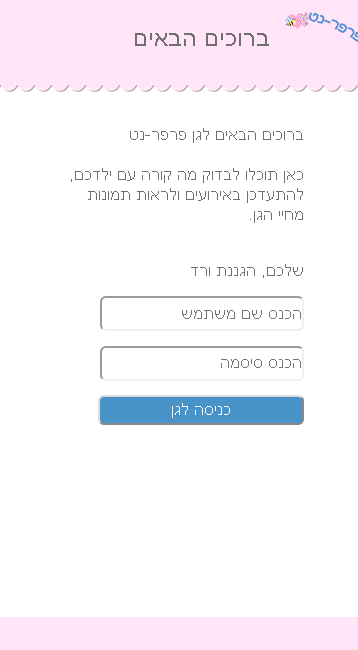 פרפר-נט
ברוכים הבאים
ברוכים הבאים לגן פרפר-נט
כאן תוכלו לבדוק מה קורה עם ילדכם,
להתעדכן באירועים ולראות תמונות
מחיי הגן.
שלכם, הגננת ורד
הכנס שם משתמש
הכנס סיסמה
כניסה לגן